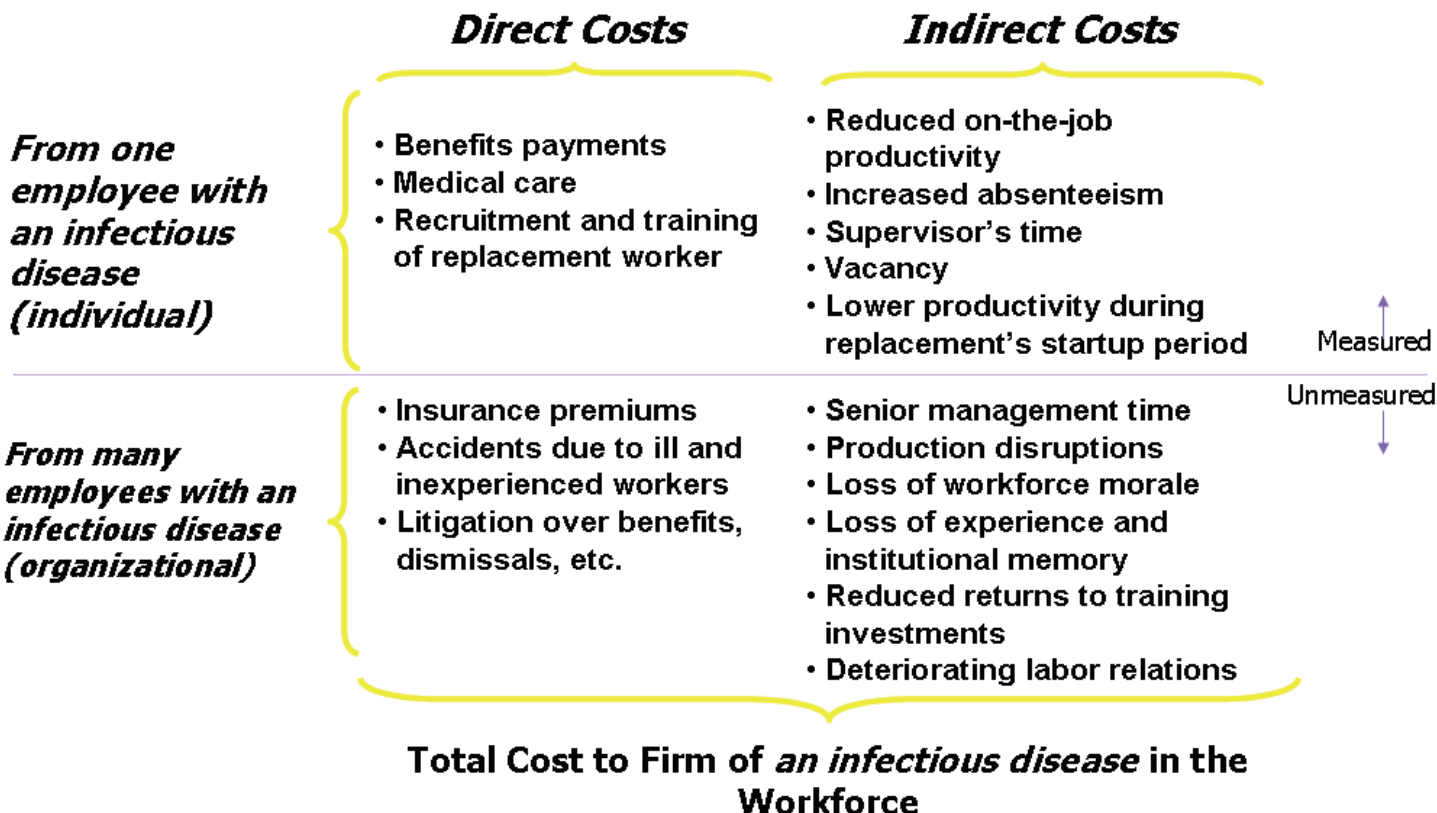 Direct Costs
Indirect Costs
From one
employee with
an infectious
disease
(individual)
• Benefits payments
• Medical care
• Recruitment and training
of replacement worker
• Reduced on-the-job
productivity
• Increased absenteeism
• Supervisor's time
• Vacancy
• Lower productivity during
replacement's startup period
Measured
Unmeasured
From many
employees with an
infectious disease
(organizational)
• Insurance premiums
• Accidents due to ill and
inexperienced workers
• Litigation over benefits,
dismissals, etc.
• Senior management time
• Production disruptions
• Loss of workforce morale
• Loss of experience and
institutional memory
• Reduced returns to training
investments
• Deteriorating labor relations
Total Cost to Firm of an infectious disease in the
Workforce